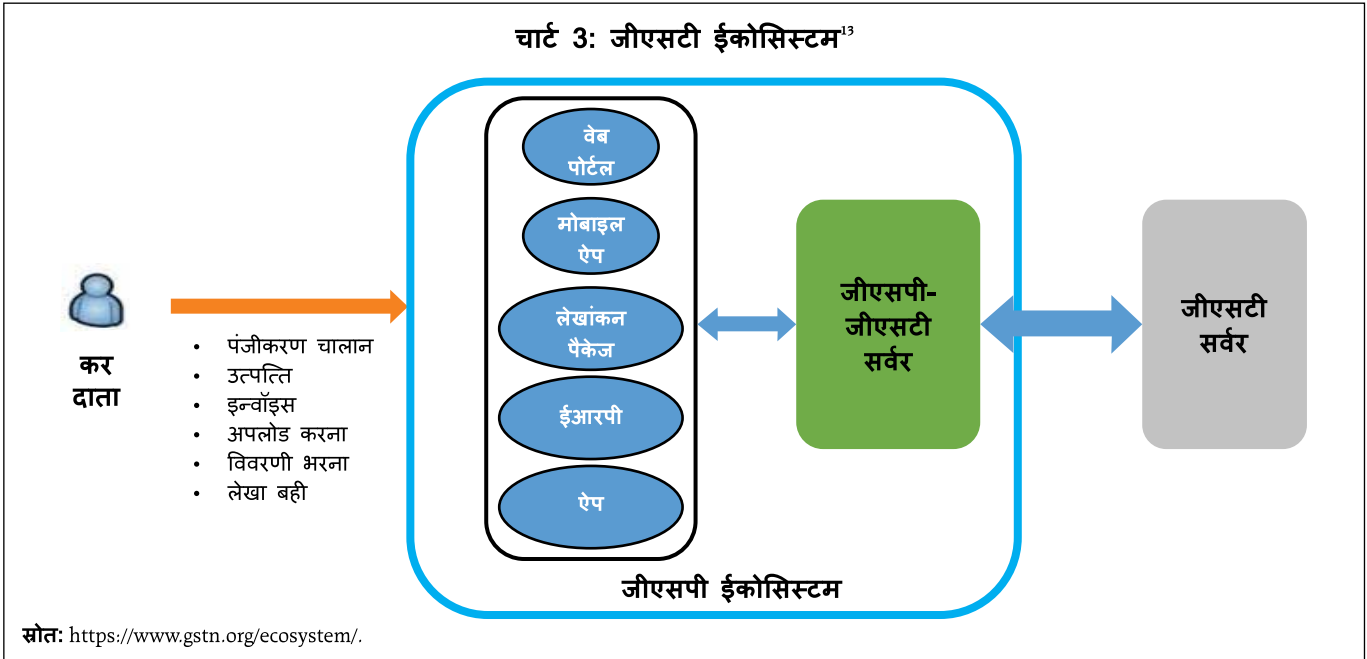 चार्ट 3: जीएसटी ईकोसिस्टम¹³
कर
दाता
• पंजीकरण चालान
• उत्पत्ति
• इन्वॉइस
• अपलोड करना
• विवरणी भरना
• लेखा बही
वेब
पोर्टल
मोबाइल
ऐप
लेखांकन
पैकेज
ईआरपी
ऐप
जीएसपी-
जीएसटी
सर्वर
जीएसटी
सर्वर
जीएसपी ईकोसिस्टम
स्रोत: https://www.gstn.org/ecosystem/.